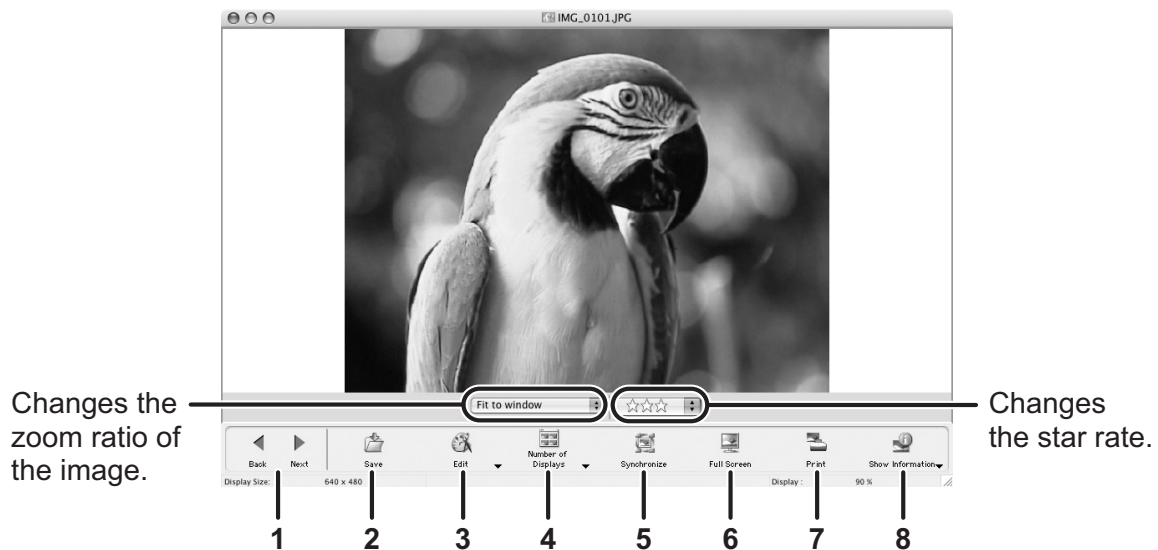 IMG_0101.JPG
Changes the
zoom ratio of
the image.
Fit to window
Changes
the star rate.
Back
Next
Save
Edit
Number of
Displays
Synchronize
Full Screen
Print
Show Information
Display Size:
640 x 480
Display :
90 %
1
2
3
4
5
6
7
8